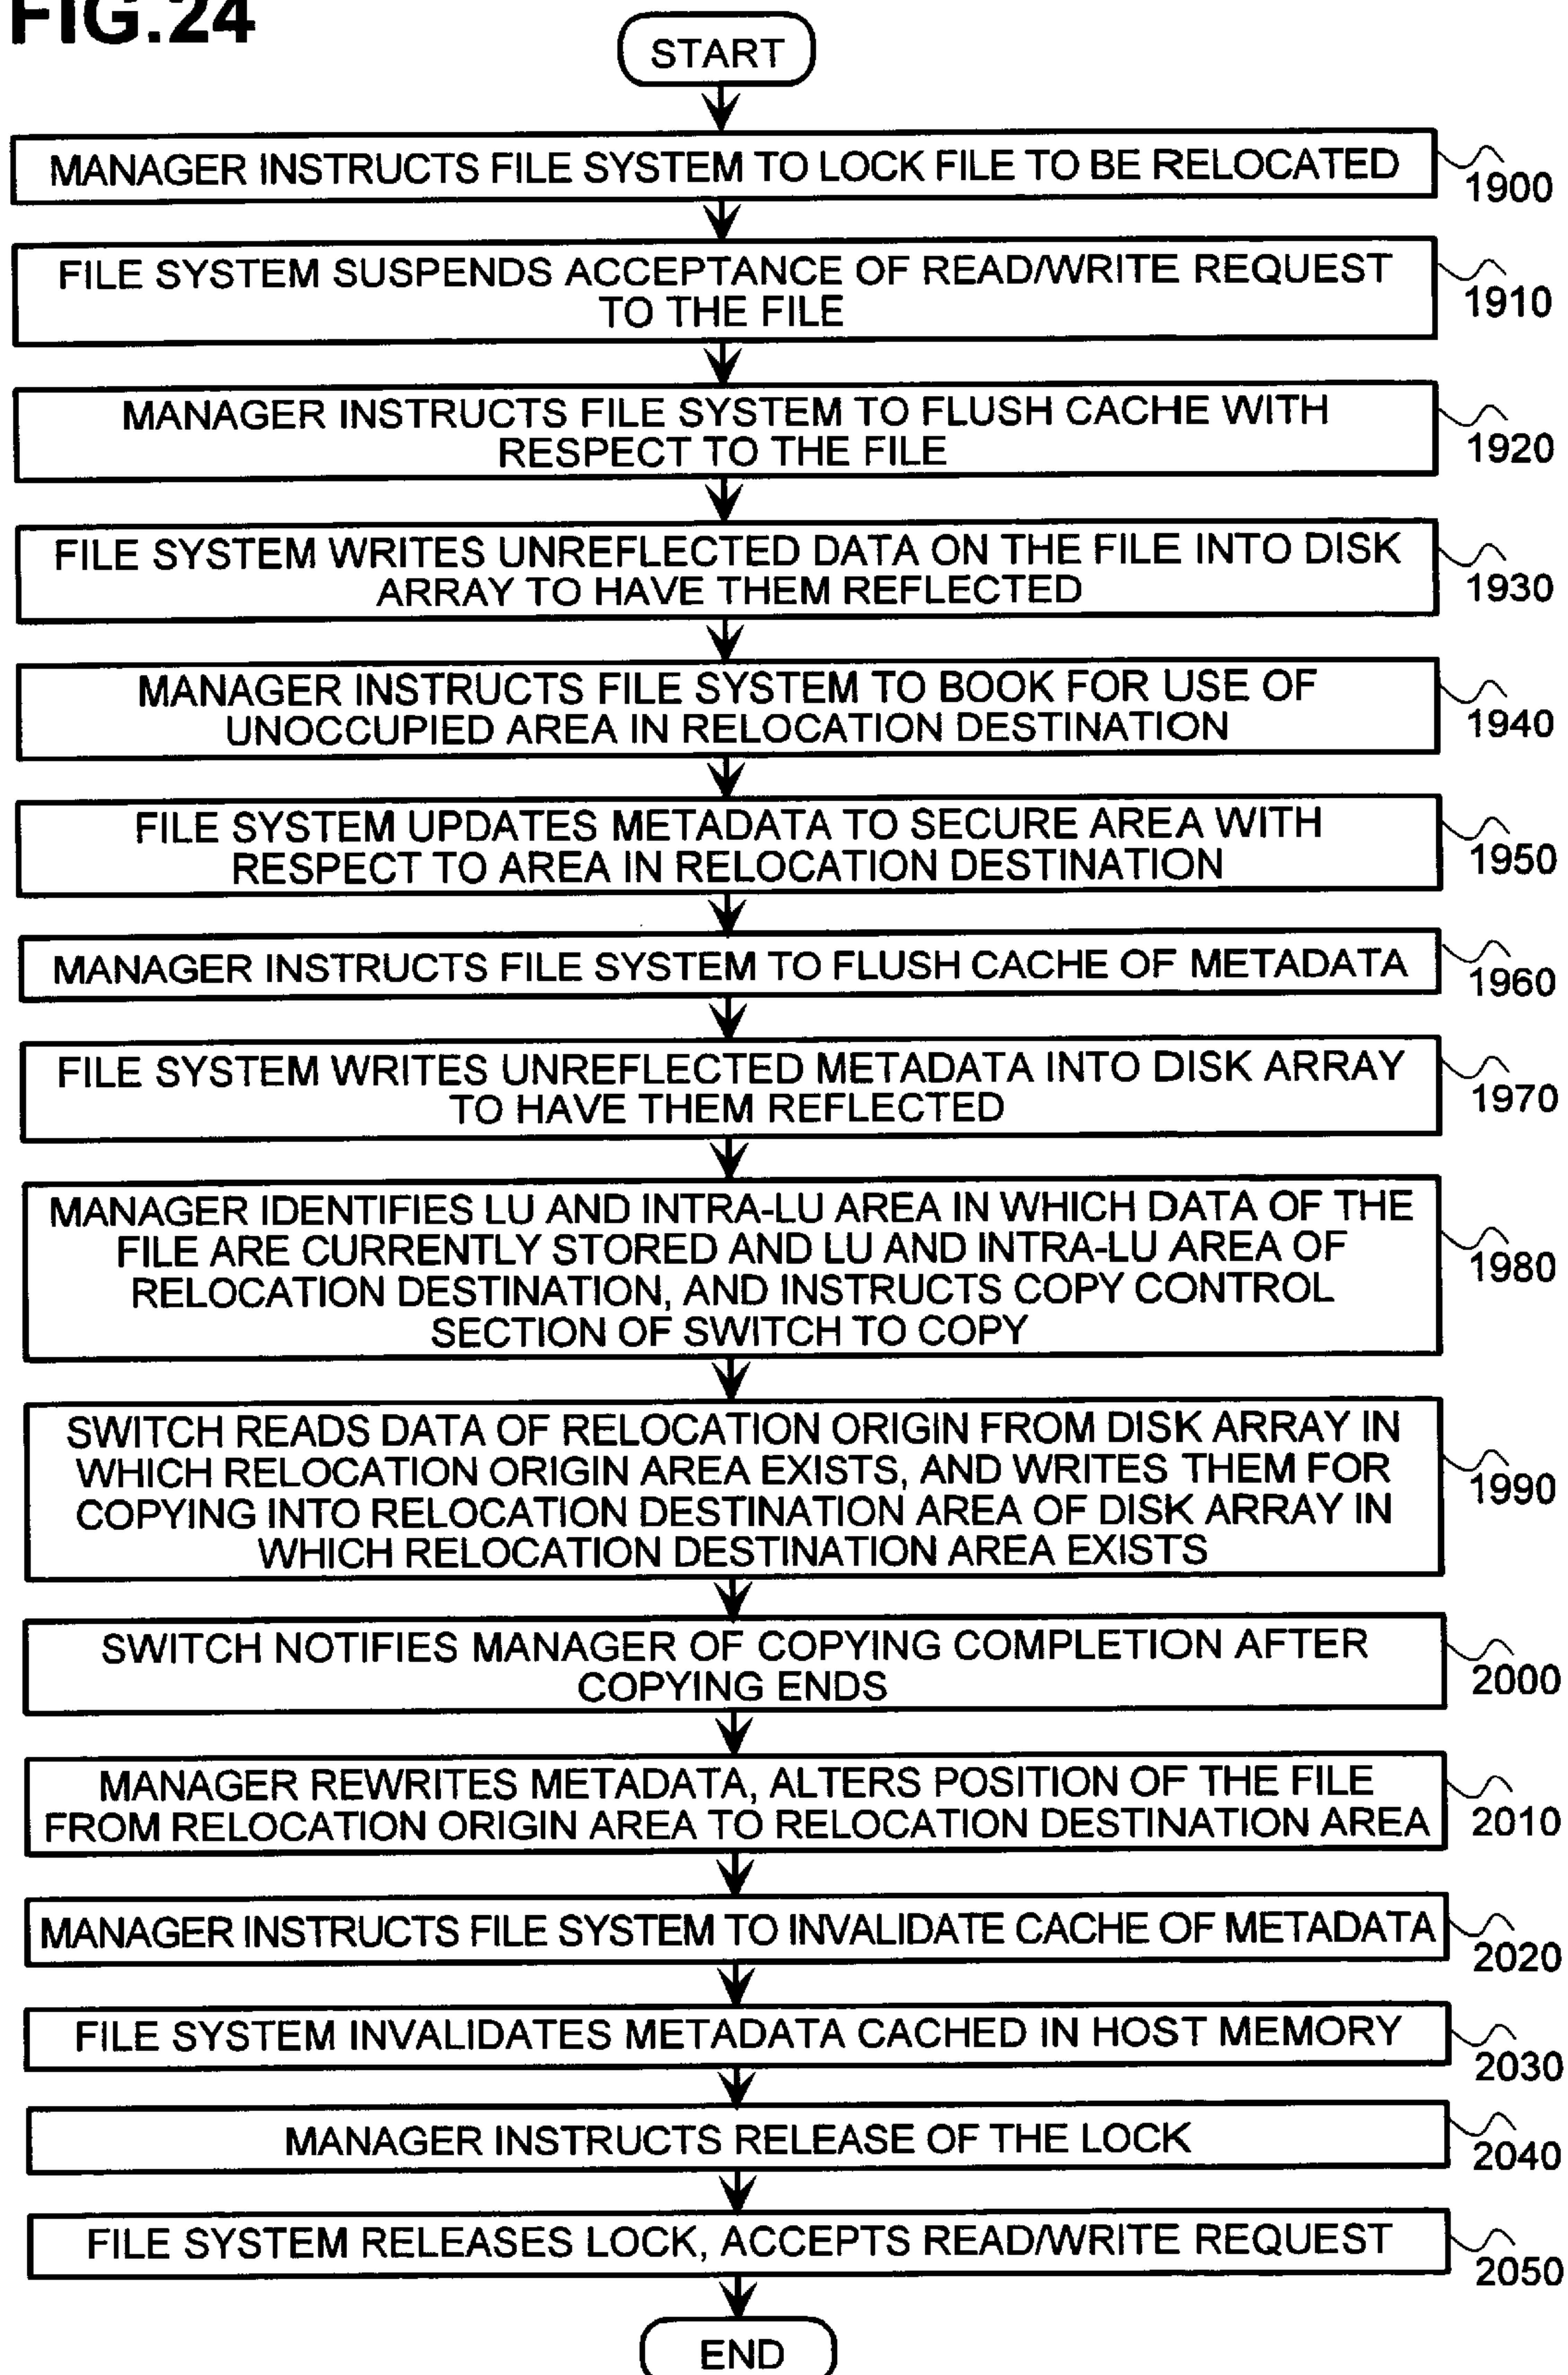 FIG.24
START
MANAGER INSTRUCTS FILE SYSTEM TO LOCK FILE TO BE RELOCATED
1900
FILE SYSTEM SUSPENDS ACCEPTANCE OF READ/WRITE REQUEST
TO THE FILE
1910
MANAGER INSTRUCTS FILE SYSTEM TO FLUSH CACHE WITH
RESPECT TO THE FILE
1920
FILE SYSTEM WRITES UNREFLECTED DATA ON THE FILE INTO DISK
ARRAY TO HAVE THEM REFLECTED
1930
MANAGER INSTRUCTS FILE SYSTEM TO BOOK FOR USE OF
UNOCCUPIED AREA IN RELOCATION DESTINATION
1940
FILE SYSTEM UPDATES METADATA TO SECURE AREA WITH
RESPECT TO AREA IN RELOCATION DESTINATION
1950
MANAGER INSTRUCTS FILE SYSTEM TO FLUSH CACHE OF METADATA
1960
FILE SYSTEM WRITES UNREFLECTED METADATA INTO DISK ARRAY
TO HAVE THEM REFLECTED
1970
MANAGER IDENTIFIES LU AND INTRA-LU AREA IN WHICH DATA OF THE
FILE ARE CURRENTLY STORED AND LU AND INTRA-LU AREA OF
RELOCATION DESTINATION, AND INSTRUCTS COPY CONTROL
SECTION OF SWITCH TO COPY
1980
SWITCH READS DATA OF RELOCATION ORIGIN FROM DISK ARRAY IN
WHICH RELOCATION ORIGIN AREA EXISTS, AND WRITES THEM FOR
COPYING INTO RELOCATION DESTINATION AREA OF DISK ARRAY IN
WHICH RELOCATION DESTINATION AREA EXISTS
1990
SWITCH NOTIFIES MANAGER OF COPYING COMPLETION AFTER
COPYING ENDS
2000
MANAGER REWRITES METADATA, ALTERS POSITION OF THE FILE
FROM RELOCATION ORIGIN AREA TO RELOCATION DESTINATION AREA
2010
MANAGER INSTRUCTS FILE SYSTEM TO INVALIDATE CACHE OF METADATA
2020
FILE SYSTEM INVALIDATES METADATA CACHED IN HOST MEMORY
2030
MANAGER INSTRUCTS RELEASE OF THE LOCK
2040
FILE SYSTEM RELEASES LOCK, ACCEPTS READ/WRITE REQUEST
2050
END